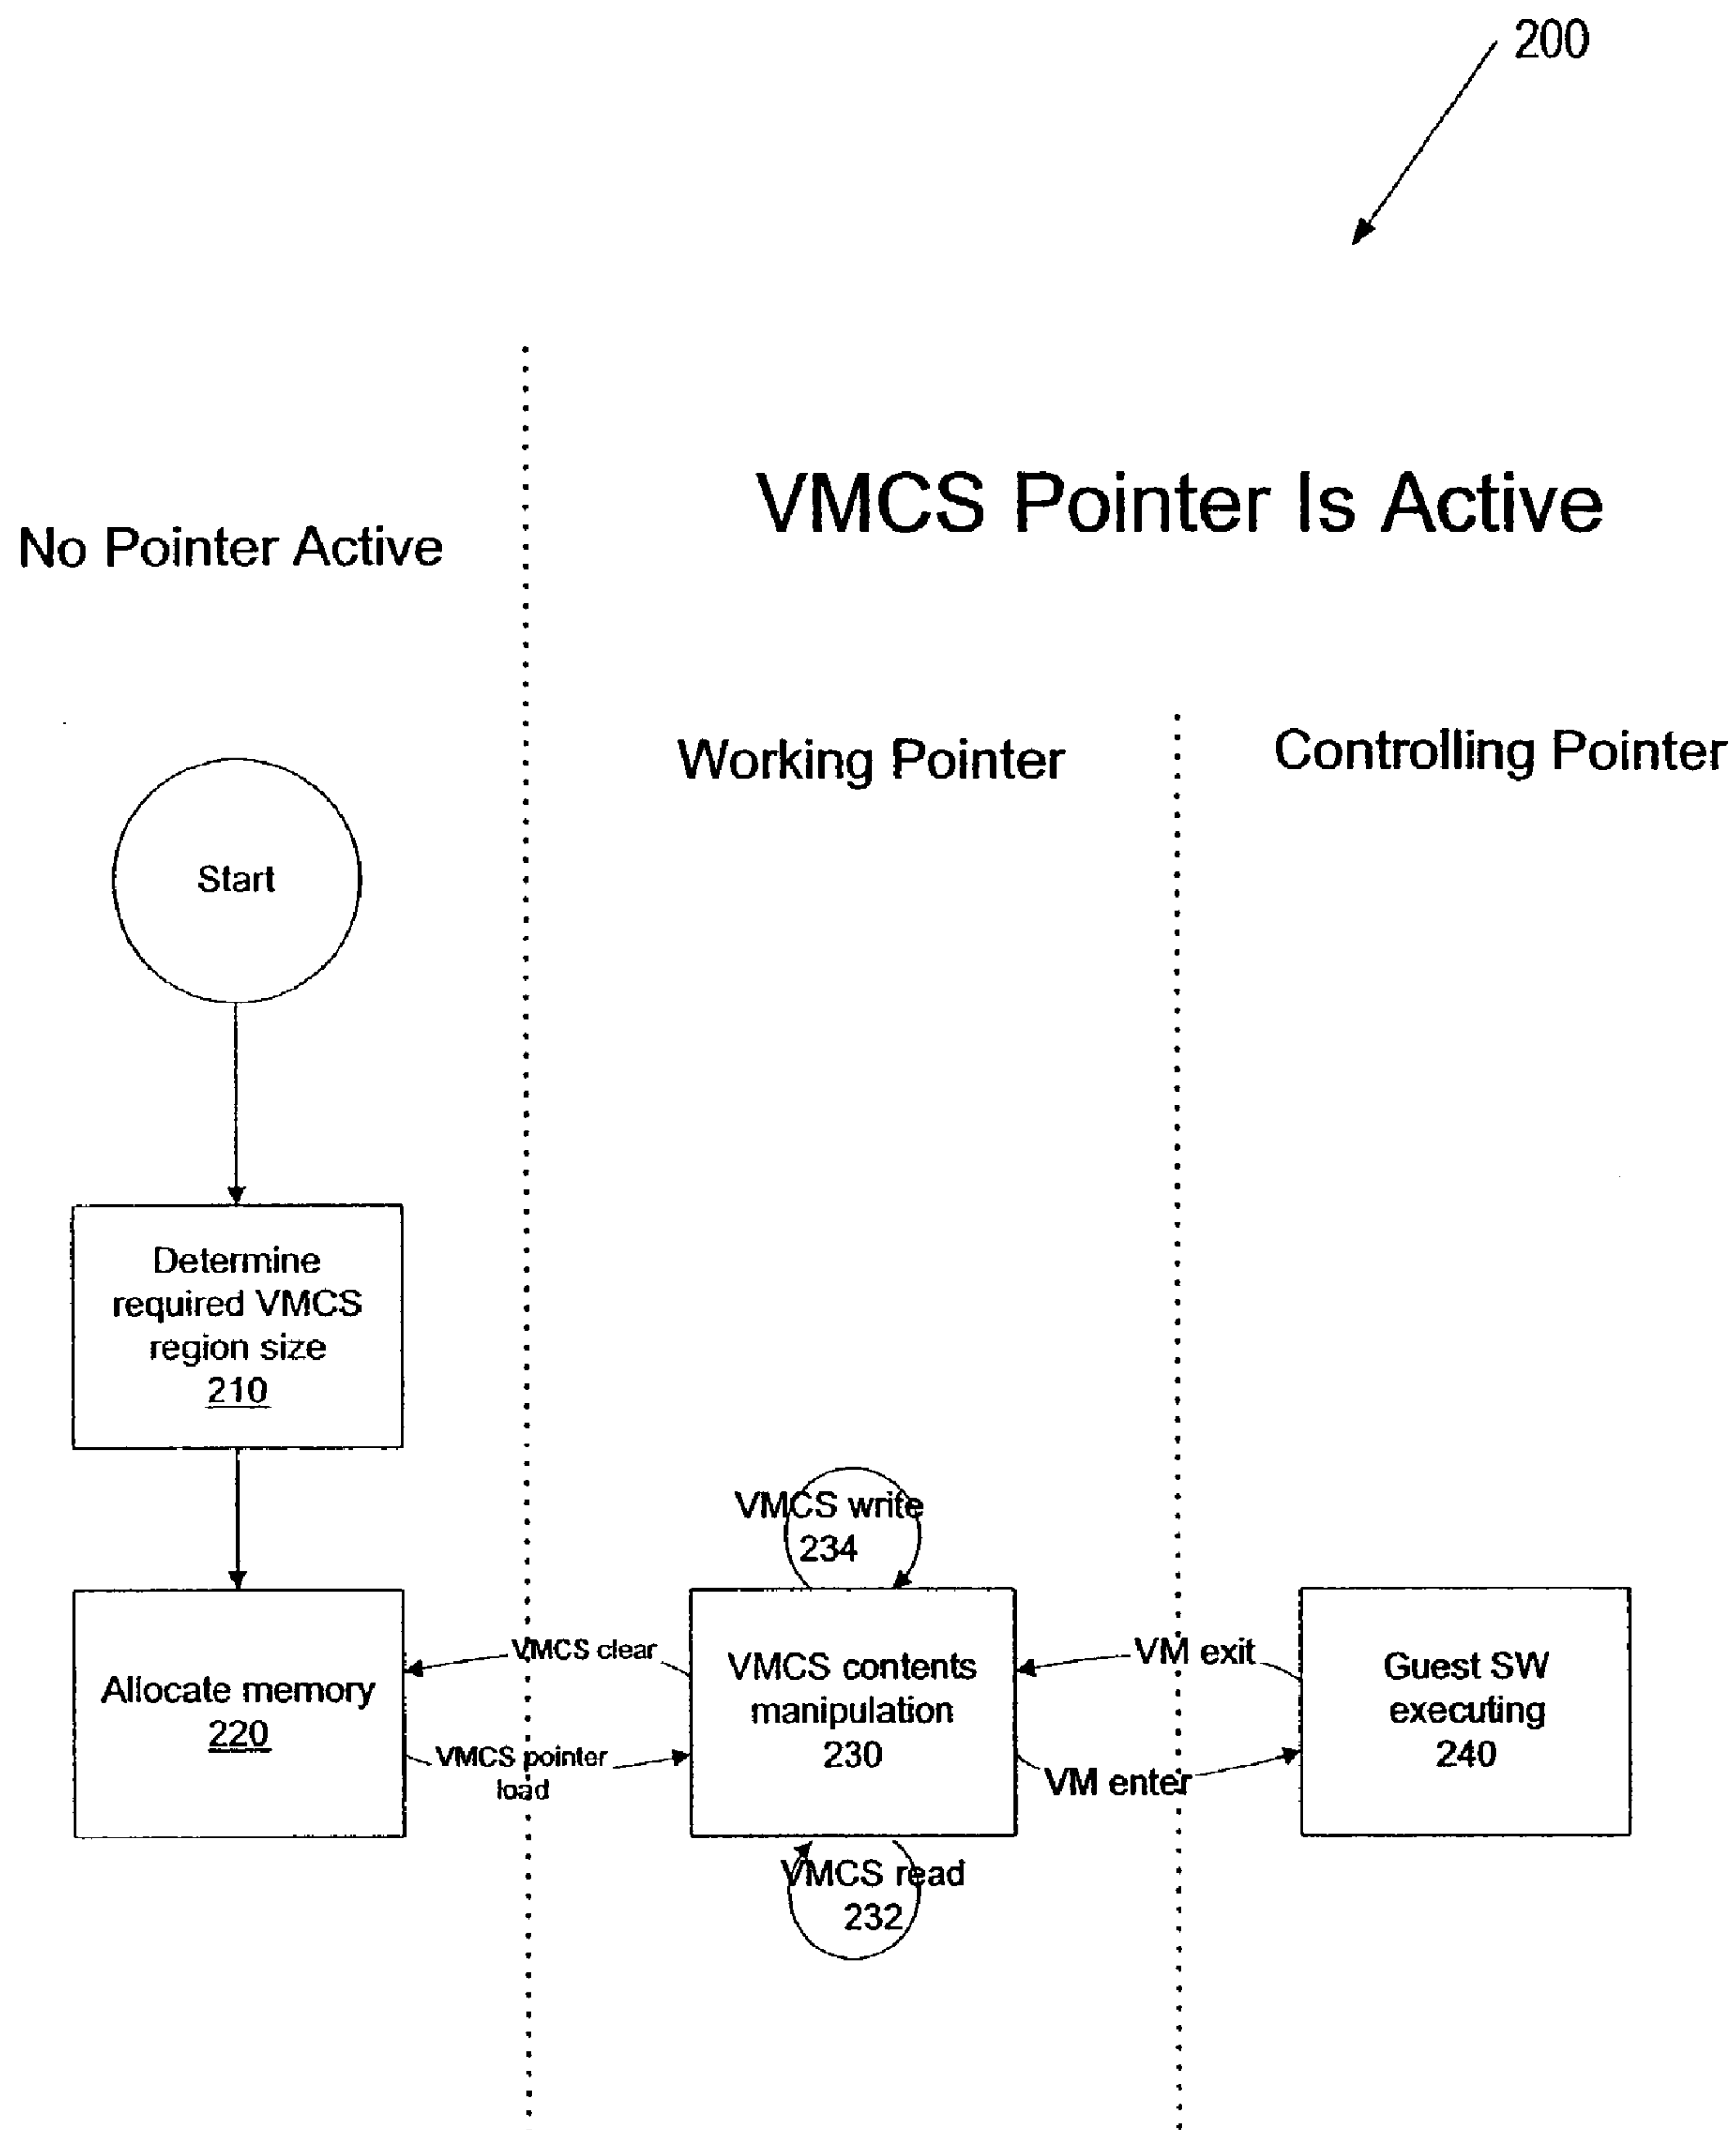 200
VMCS Pointer Is Active
No Pointer Active
Working Pointer
Controlling Pointer
Start
Determine
required VMCS
region size
210
VMCS write
234
VMCS clear
VM exit
Allocate memory
220
VMCS contents
manipulation
230
Guest SW
executing
240
VMCS pointer
load
VM enter
VMCS read
232